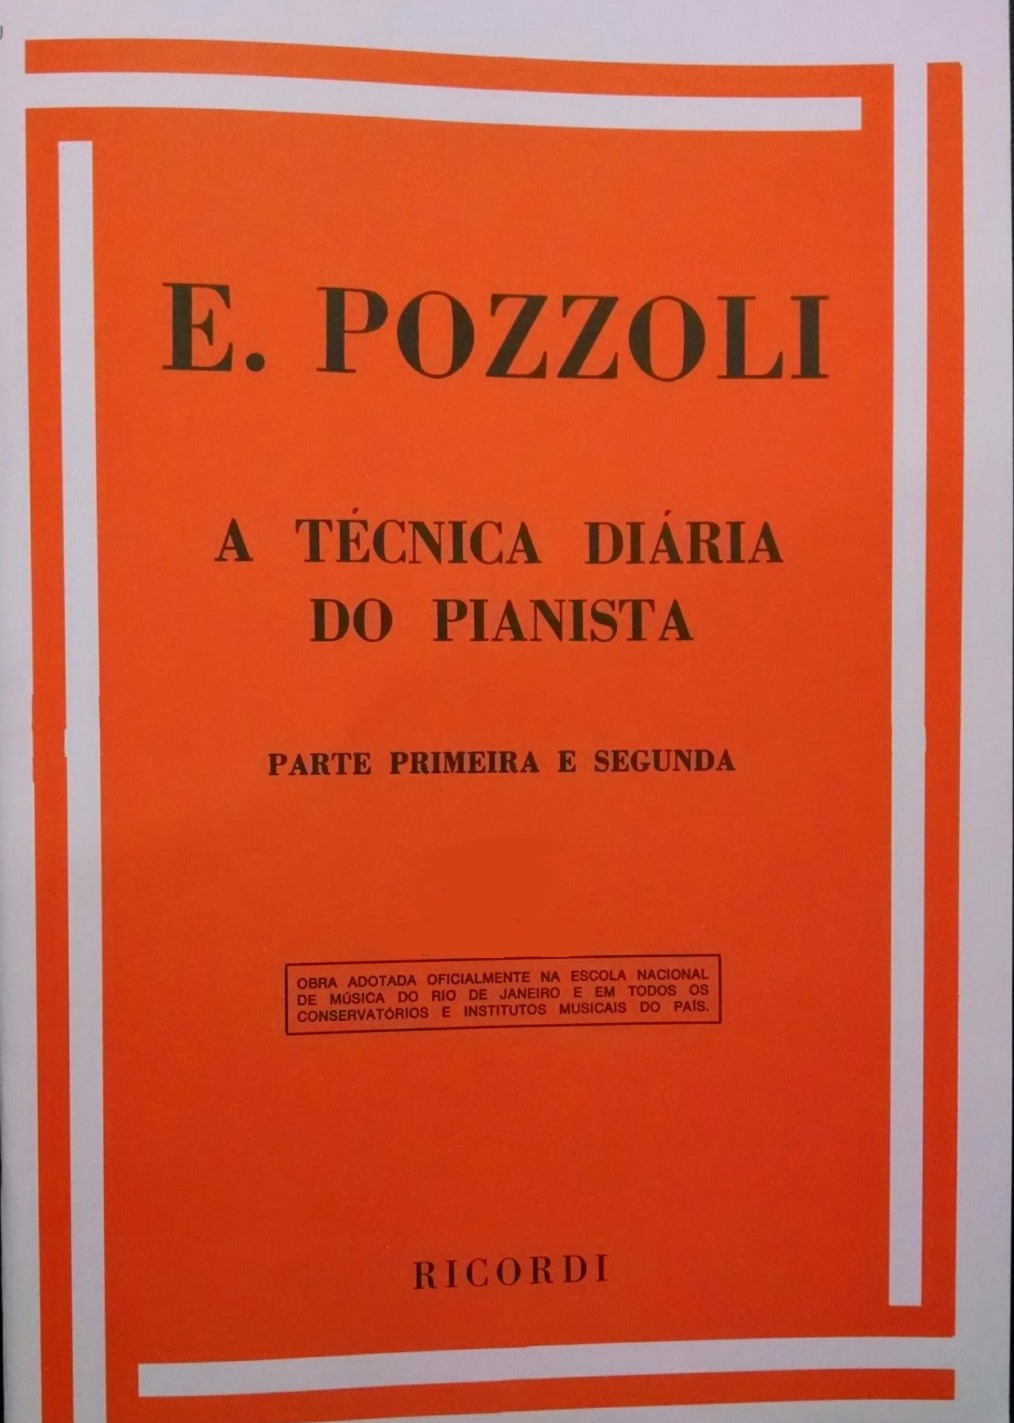 E. POZZOLI
A TÉCNICA DIÁRIA
DO PIANISTA
PARTE PRIMEIRA E SEGUNDA
OBRA ADOTADA OFICIALMENTE NA ESCOLA NACIONAL
DE MÚSICA DO RIO DE JANEIRO E EM TODOS OS
CONSERVATÓRIOS E INSTITUTOS MUSICAIS DO PAÍS.
RICORDI